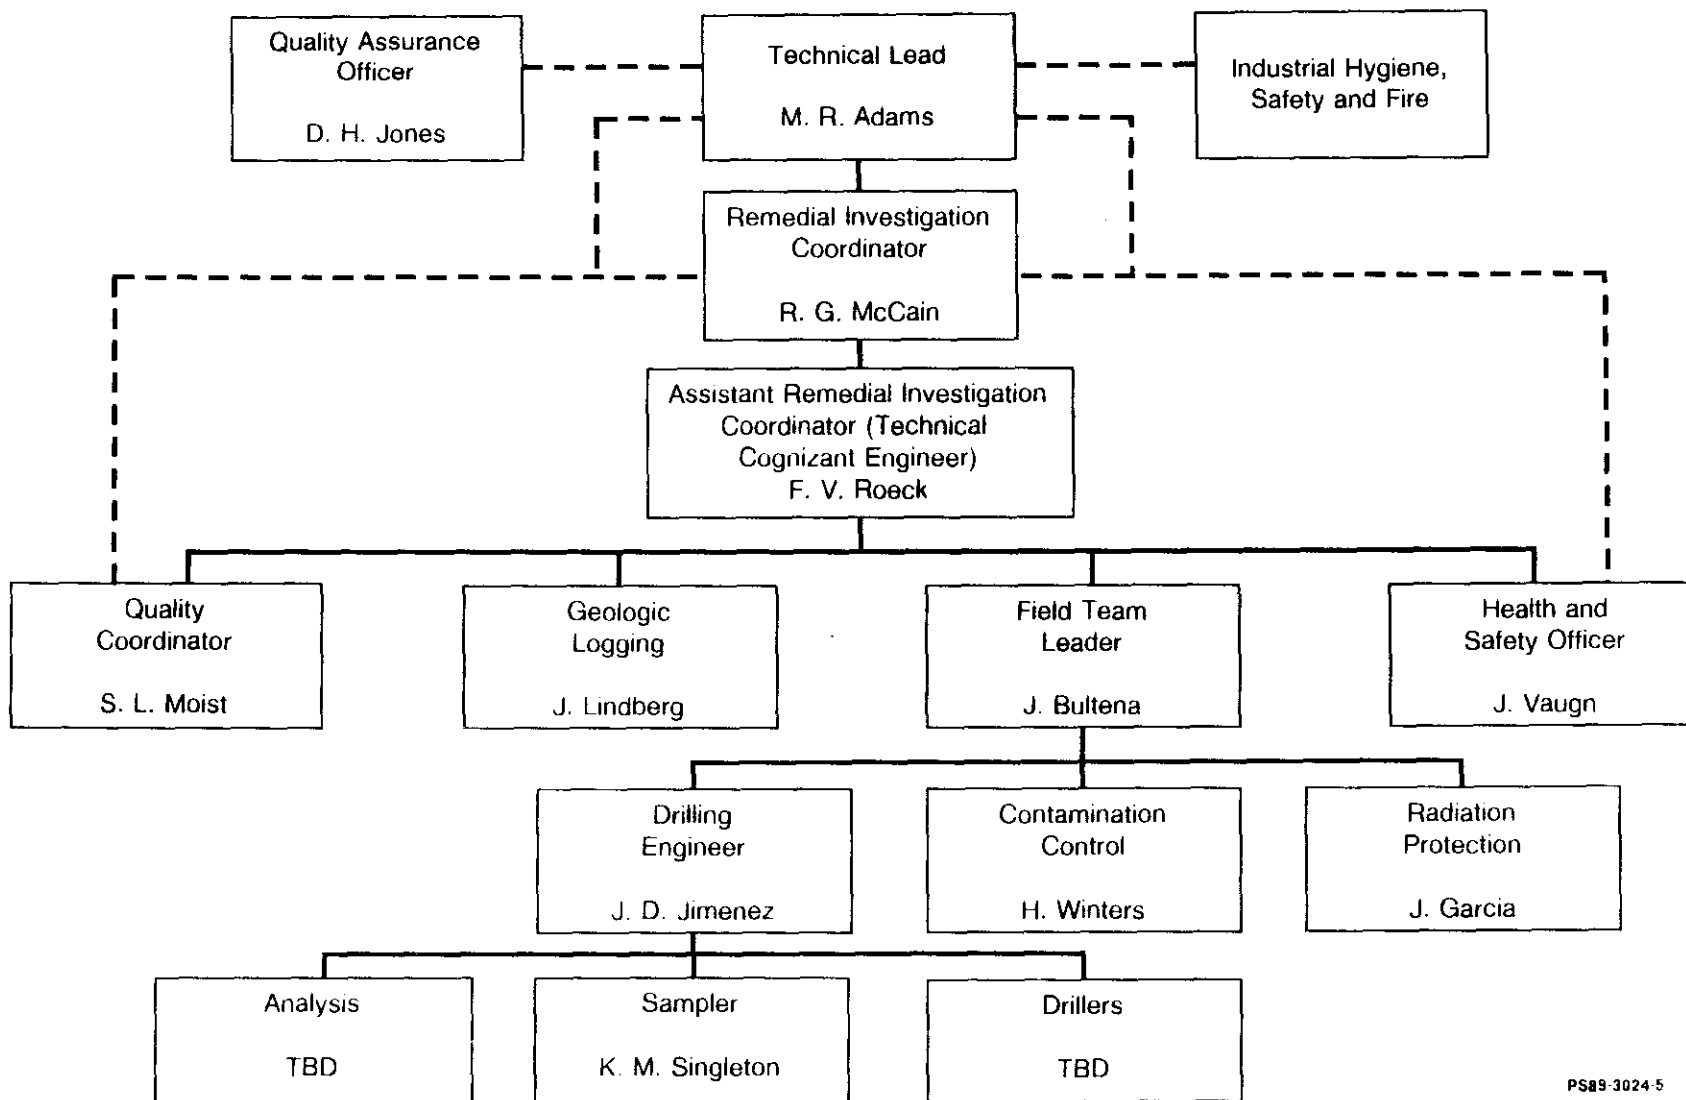 Quality Assurance
Officer
D. H. Jones
Technical Lead
M. R. Adams
Industrial Hygiene,
Safety and Fire
Remedial Investigation
Coordinator
R. G. McCain
Assistant Remedial Investigation
Coordinator (Technical
Cognizant Engineer)
F. V. Roeck
Quality
Coordinator
S. L. Moist
Geologic
Logging
J. Lindberg
Field Team
Leader
J. Bultena
Health and
Safety Officer
J. Vaugn
Drilling
Engineer
J. D. Jimenez
Contamination
Control
H. Winters
Radiation
Protection
J. Garcia
Analysis
TBD
Sampler
K. M. Singleton
Drillers
TBD
PS89-3024-5